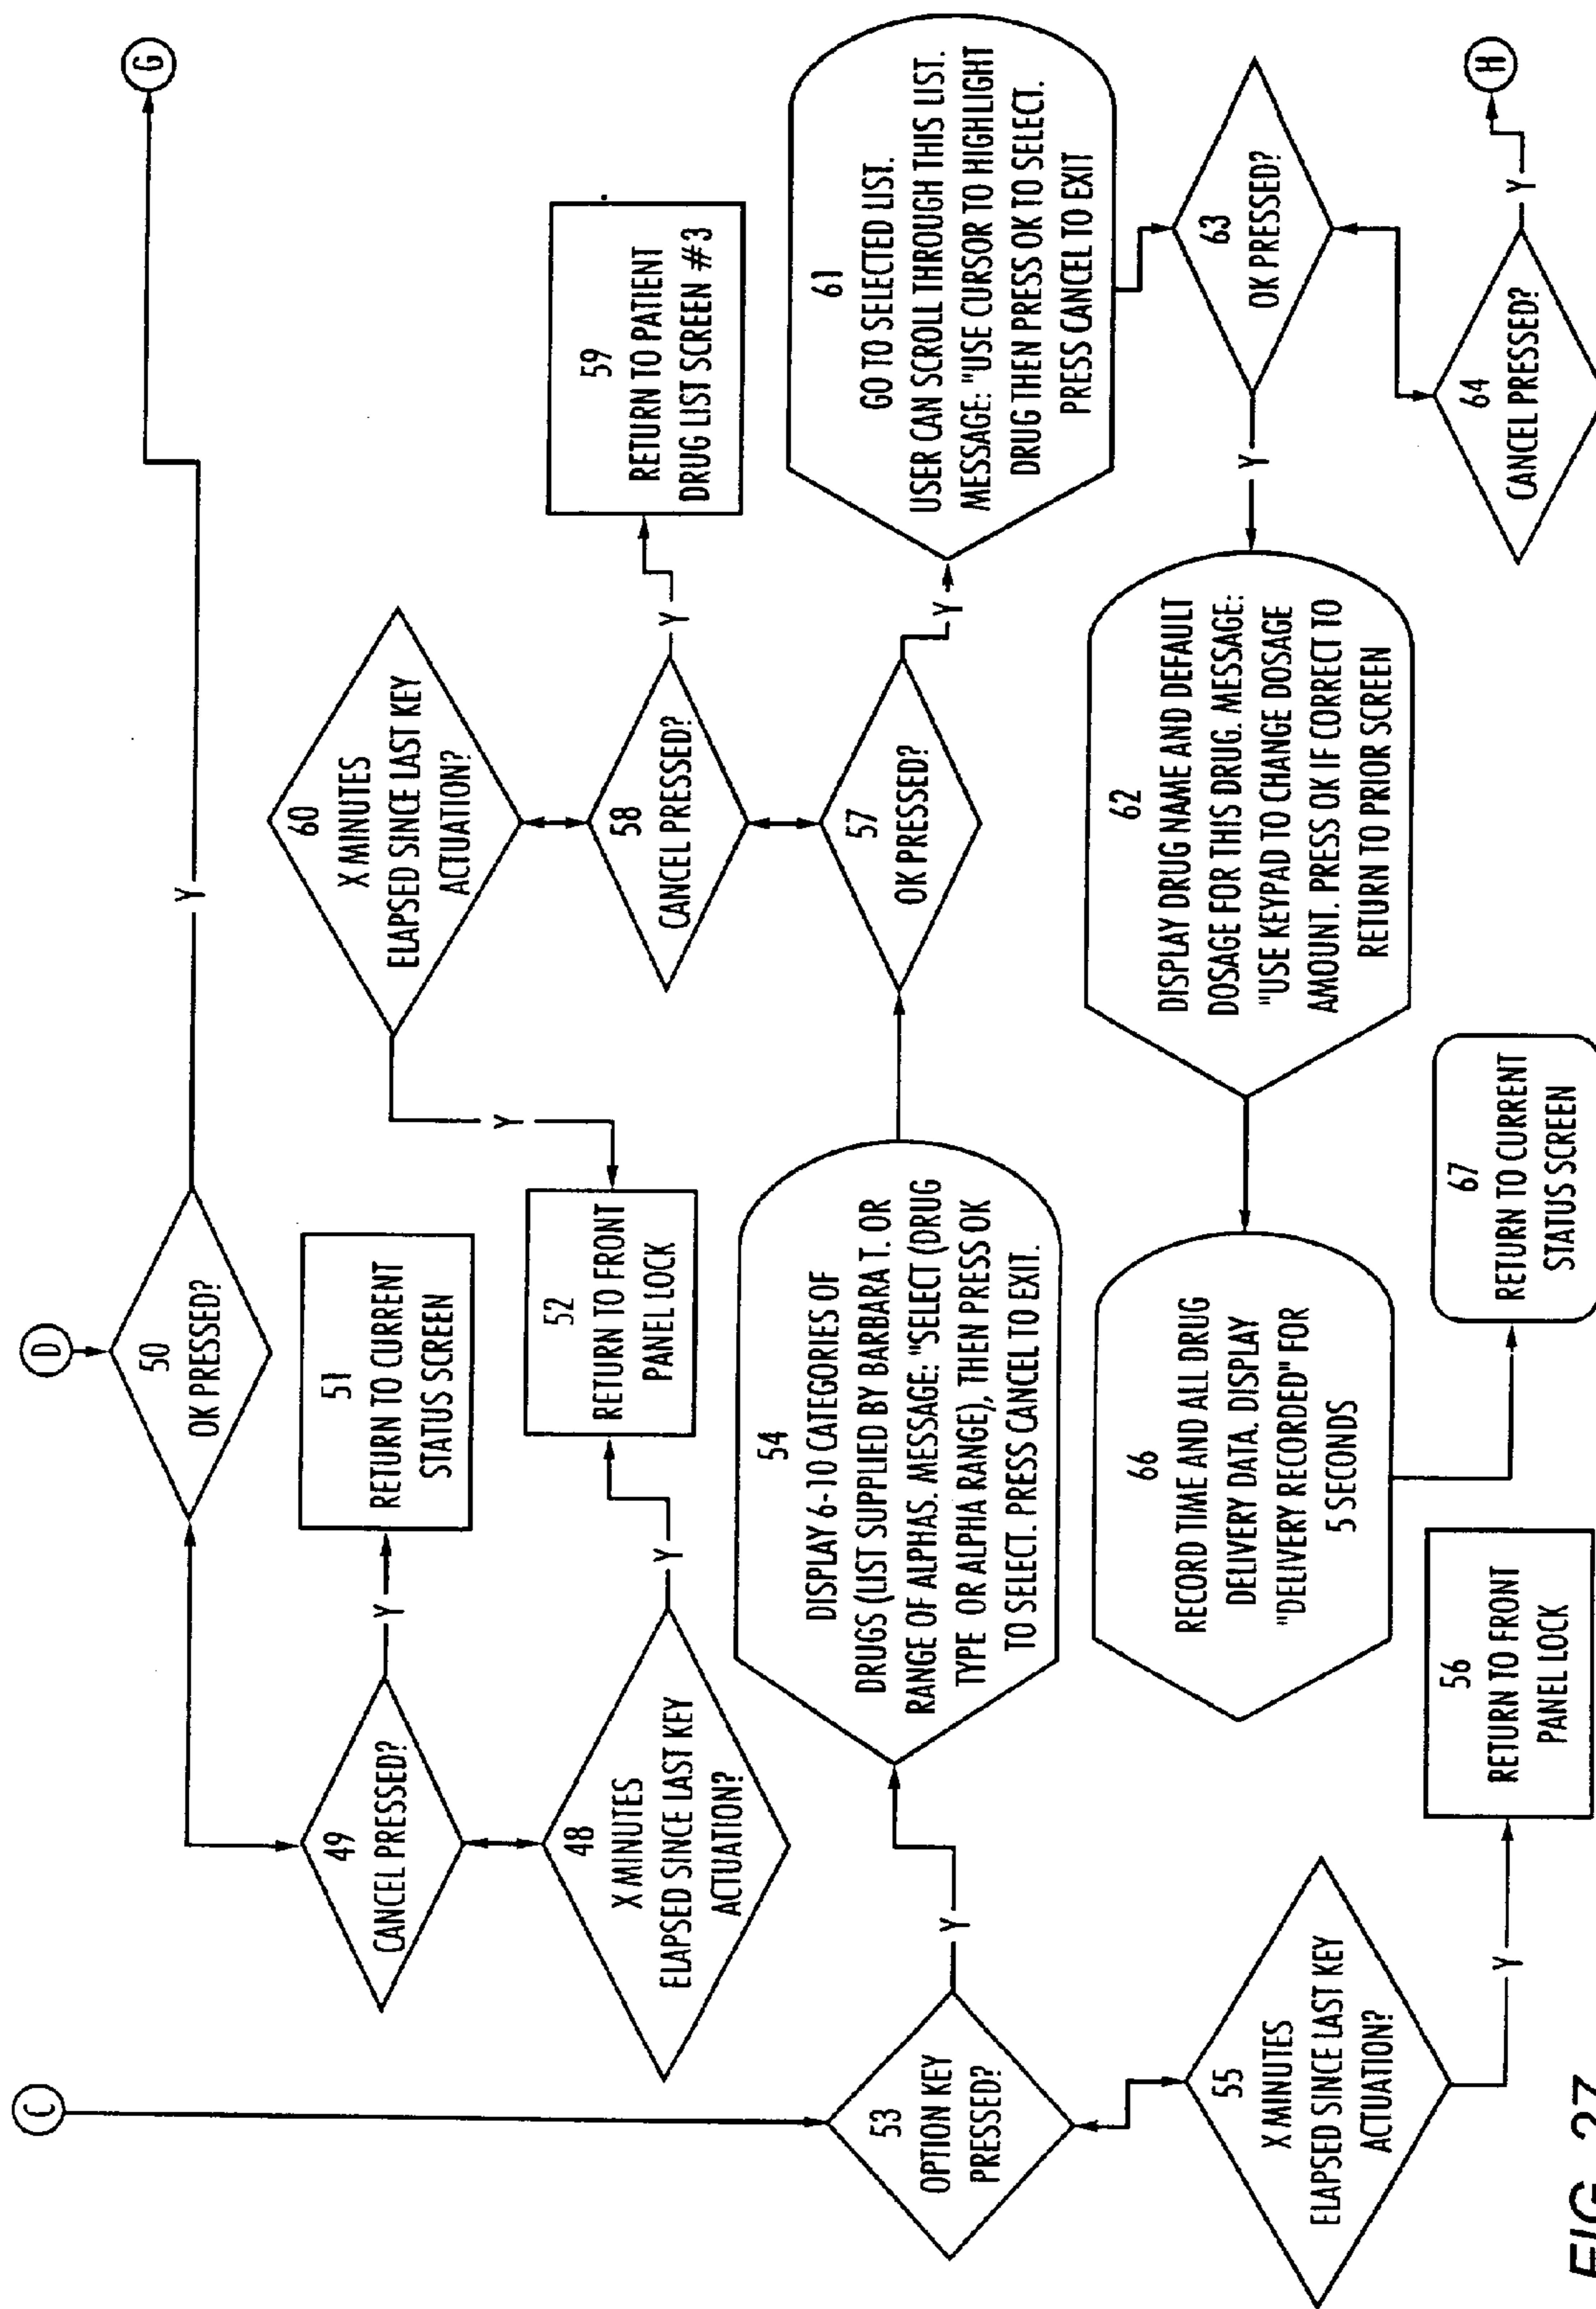 D
G
50
OK PRESSED?
Y
49
CANCEL PRESSED?
Y
51
RETURN TO CURRENT
STATUS SCREEN
48
X MINUTES
ELAPSED SINCE LAST KEY
ACTUATION?
Y
52
RETURN TO FRONT
PANEL LOCK
Y
60
X MINUTES
ELAPSED SINCE LAST KEY
ACTUATION?
58
CANCEL PRESSED?
Y
59
RETURN TO PATIENT
DRUG LIST SCREEN #3
C
53
OPTION KEY
PRESSED?
Y
54
DISPLAY 6-10 CATEGORIES OF
DRUGS (LIST SUPPLIED BY BARBARA T. OR
RANGE OF ALPHAS. MESSAGE: "SELECT (DRUG
TYPE OR ALPHA RANGE), THEN PRESS OK
TO SELECT. PRESS CANCEL TO EXIT.
57
OK PRESSED?
Y
61
GO TO SELECTED LIST.
USER CAN SCROLL THROUGH THIS LIST.
MESSAGE: "USE CURSOR TO HIGHLIGHT
DRUG THEN PRESS OK TO SELECT.
PRESS CANCEL TO EXIT
55
X MINUTES
ELAPSED SINCE LAST KEY
ACTUATION?
Y
56
RETURN TO FRONT
PANEL LOCK
66
RECORD TIME AND ALL DRUG
DELIVERY DATA. DISPLAY
"DELIVERY RECORDED" FOR
5 SECONDS
62
DISPLAY DRUG NAME AND DEFAULT
DOSAGE FOR THIS DRUG. MESSAGE:
"USE KEYPAD TO CHANGE DOSAGE
AMOUNT. PRESS OK IF CORRECT TO
RETURN TO PRIOR SCREEN
Y
63
OK PRESSED?
67
RETURN TO CURRENT
STATUS SCREEN
64
CANCEL PRESSED?
Y
H
FIG. 27